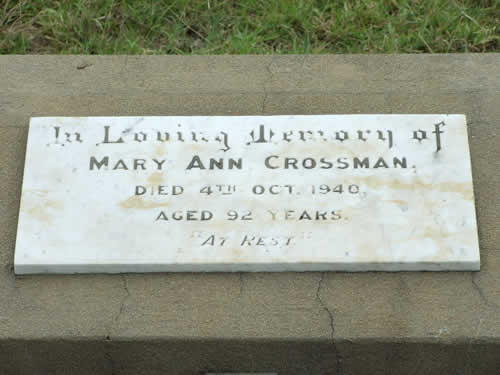 In Loving Memory of
MARY ANN CROSSMAN.
DIED 4TH OCT. 1940.
AGED 92 YEARS.
"AT REST"